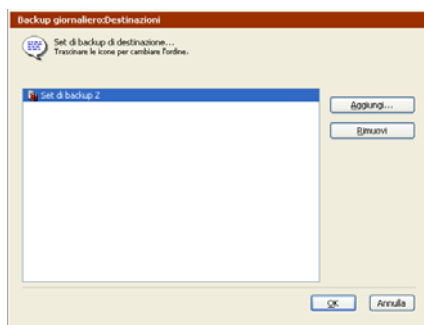 Backup giornaliero:Destinazioni
Set di backup di destinazione...
Trascinare le icone per cambiare l'ordine.
Set di backup Z
Aggiungi...
Rimuovi
OK
Annulla